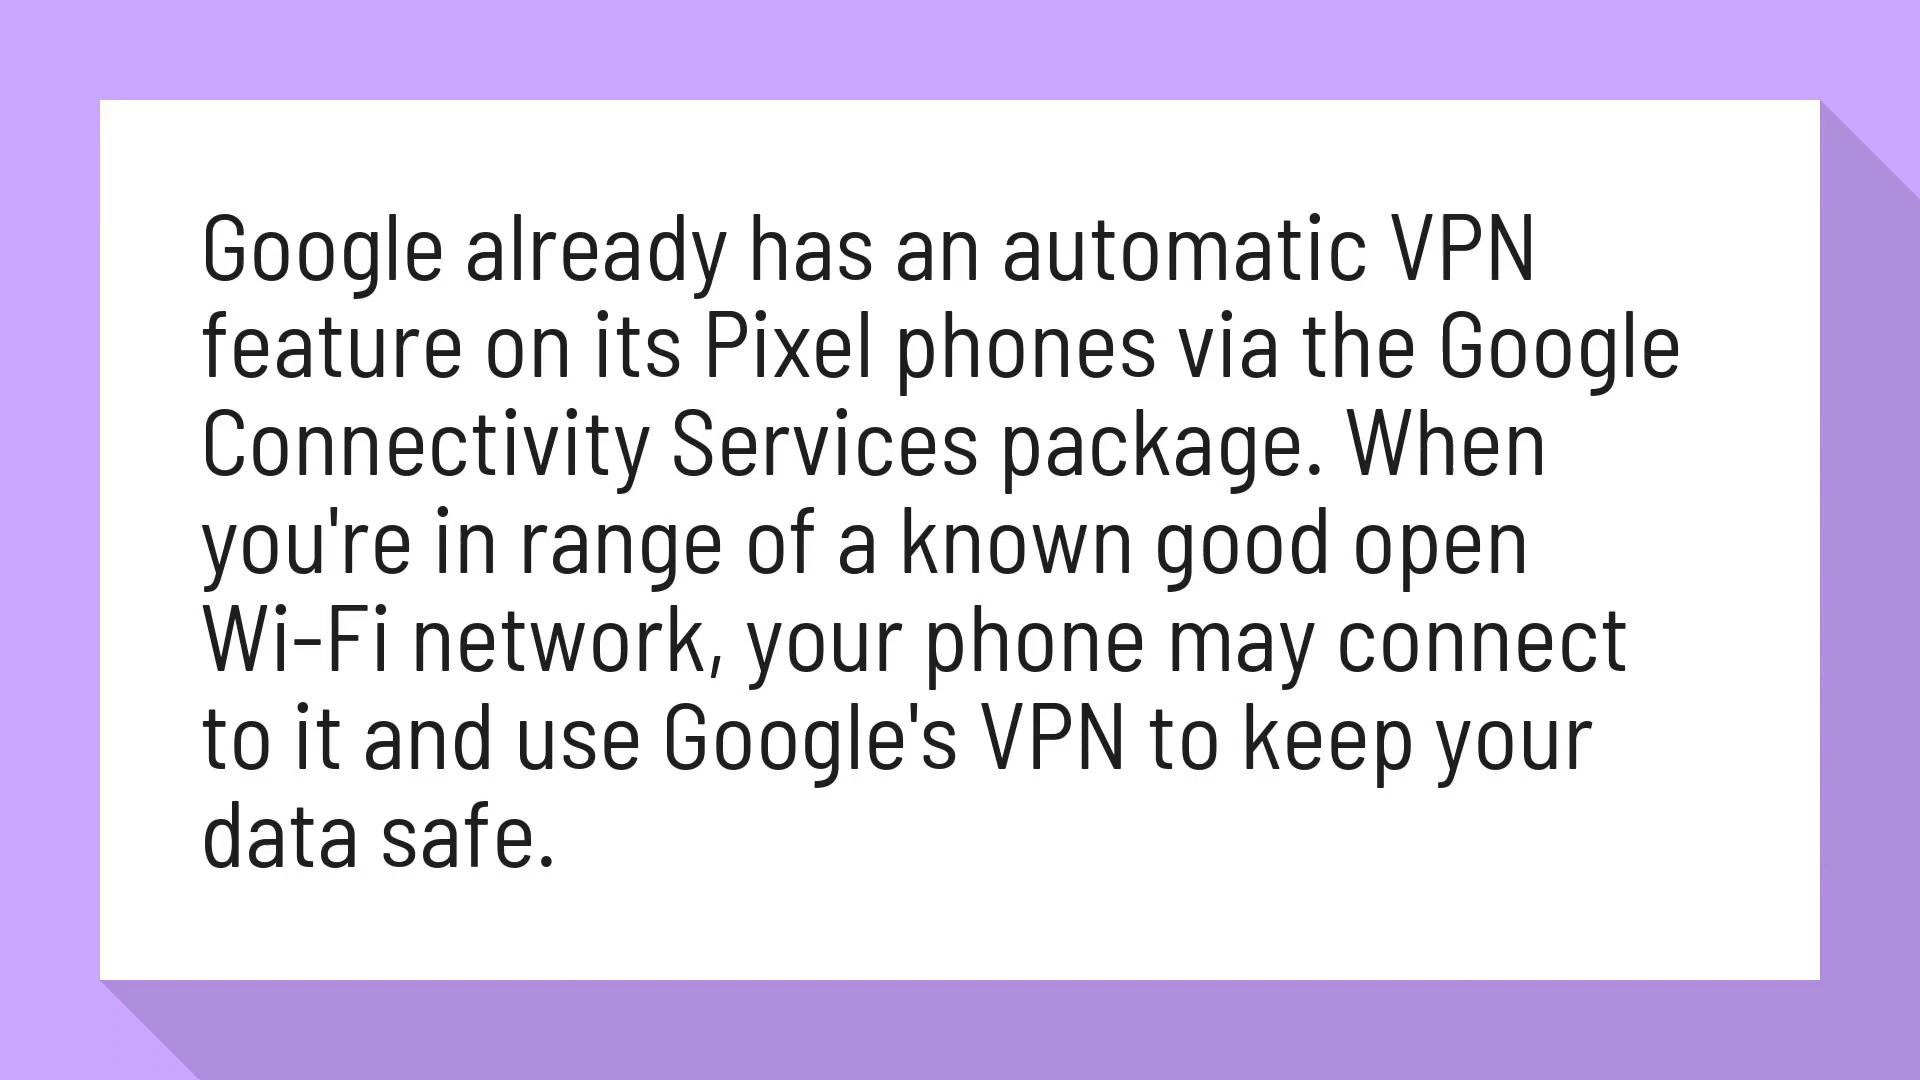 Google already has an automatic VPN
feature on its Pixel phones via the Google
Connectivity Services package. When
you're in range of a known good open
Wi-Fi network, your phone may connect
to it and use Google's VPN to keep your
data safe.